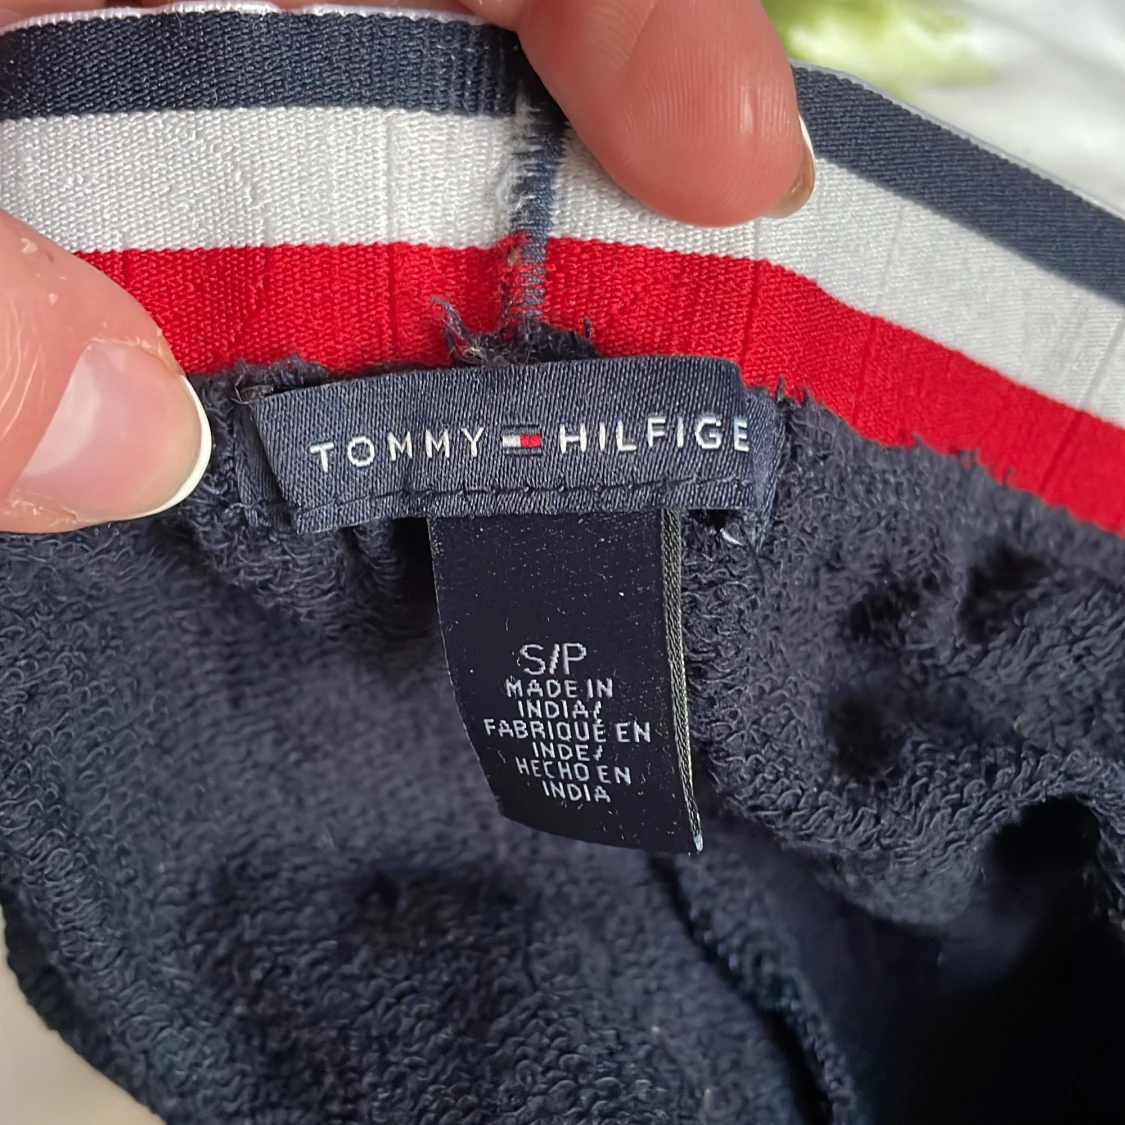 TOMMY HILFIGE
S/P
MADE IN
INDIA/
FABRIQUÉ EN
INDE/
HECHO EN
INDIA